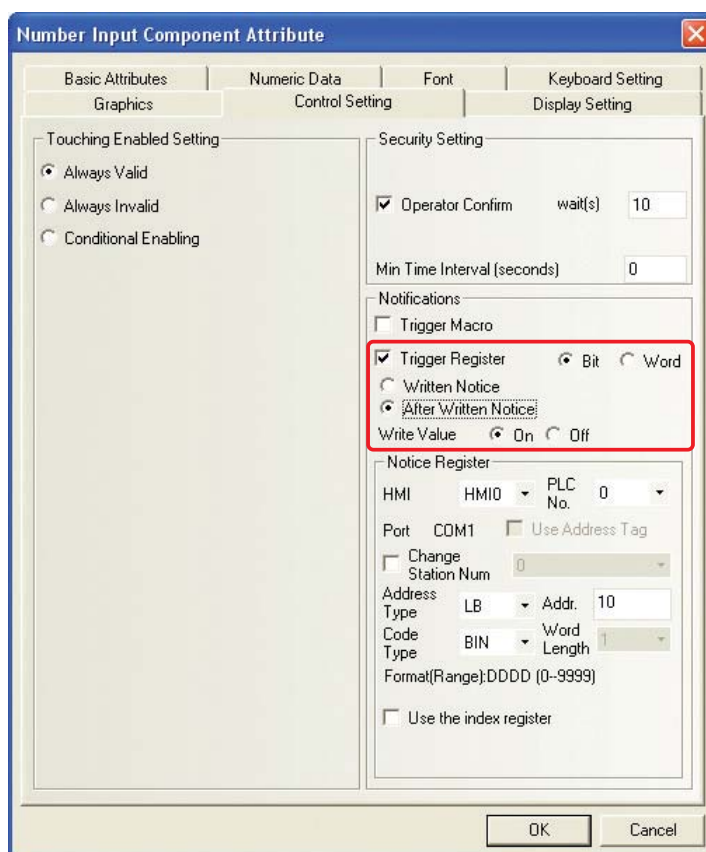 Number Input Component Attribute
Basic Attributes Numeric Data Font Keyboard Setting
Graphics Control Setting Display Setting
Touching Enabled Setting
Always Valid
Always Invalid
Conditional Enabling
Security Setting
Operator Confirm wait(s) 10
Min Time Interval (seconds) 0
Notifications
Trigger Macro
Trigger Register Bit Word
Written Notice
After Written Notice
Write Value On Off
Notice Register
HMI HMI0 PLC No. 0
Port COM1 Use Address Tag
Change Station Num 0
Address Type LB Addr. 10
Code Type BIN Word Length 1
Format(Range):DDDD (0--9999)
Use the index register
OK Cancel